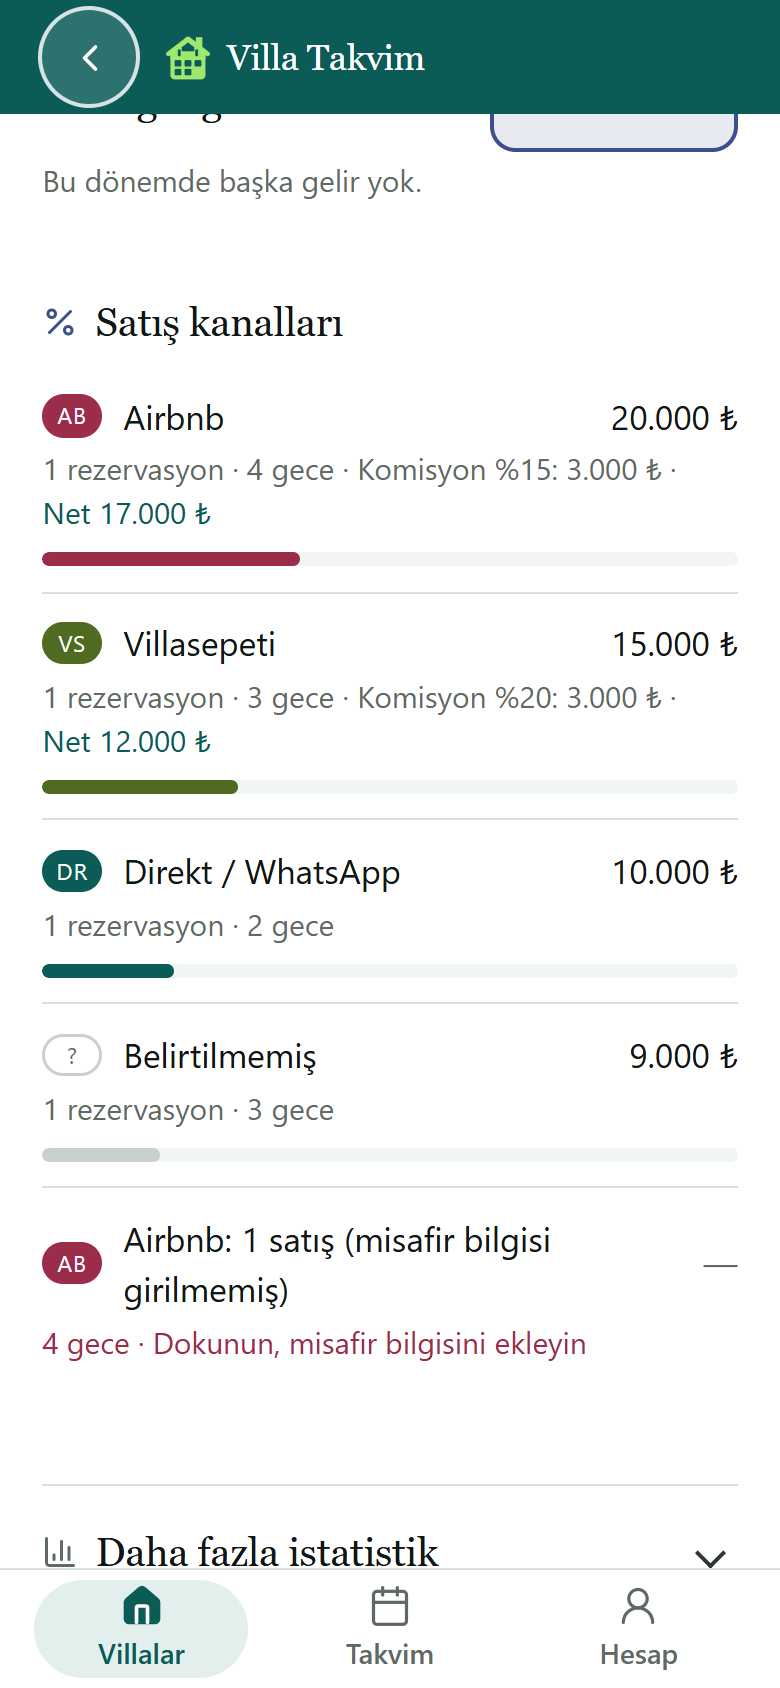 Villa Takvim
Bu dönemde başka gelir yok.
Satış kanalları
AB Airbnb 20.000 ₺
1 rezervasyon · 4 gece · Komisyon %15: 3.000 ₺ ·
Net 17.000 ₺
VS Villasepeti 15.000 ₺
1 rezervasyon · 3 gece · Komisyon %20: 3.000 ₺ ·
Net 12.000 ₺
DR Direkt / WhatsApp 10.000 ₺
1 rezervasyon · 2 gece
? Belirtilmemiş 9.000 ₺
1 rezervasyon · 3 gece
AB Airbnb: 1 satış (misafir bilgisi
girilmemiş) —
4 gece · Dokunun, misafir bilgisini ekleyin
Daha fazla istatistik
Villalar Takvim Hesap